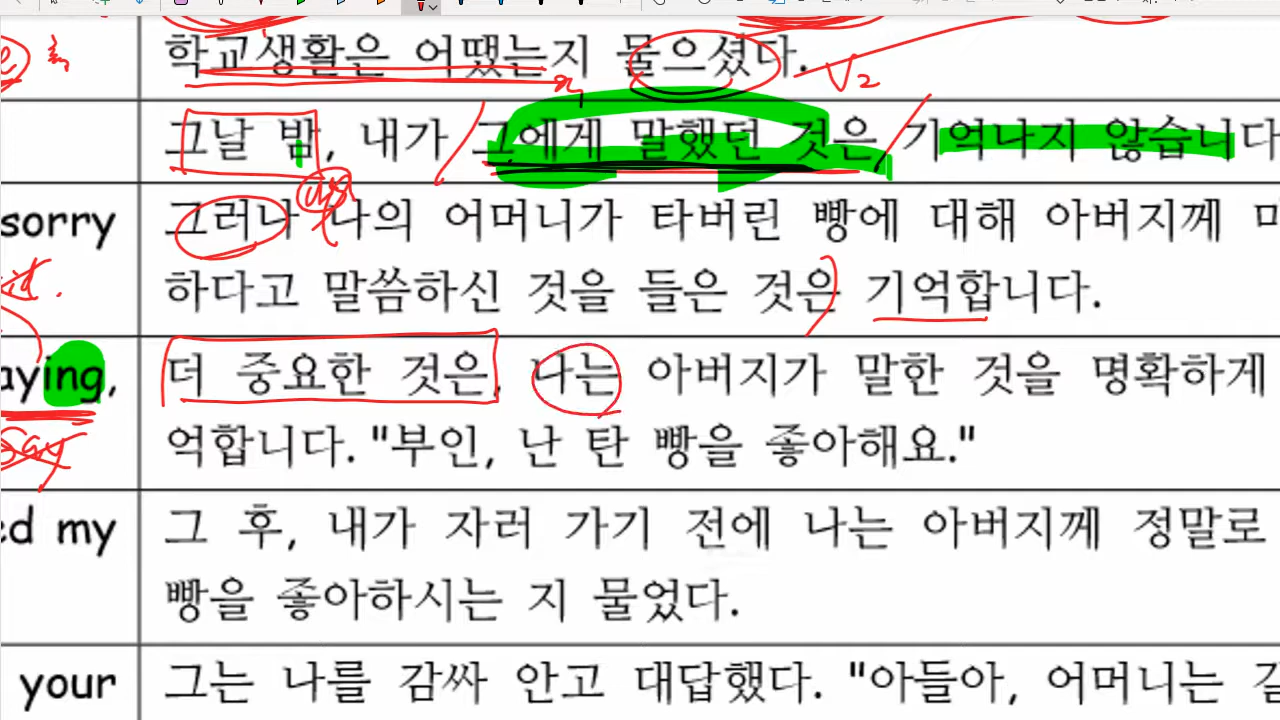 학교생활은 어땠는지 물으셨다.
V2
그날 밤, 내가 그에게 말했던 것은 기억나지 않습니다
sorry 그러나 나의 어머니가 타버린 빵에 대해 아버지께
하다고 말씀하신 것을 들은 것은 기억합니다.
aying, 더 중요한 것은, 나는 아버지가 말한 것을 명확하게
say 억합니다. "부인, 난 탄 빵을 좋아해요."
ed my 그 후, 내가 자러 가기 전에 나는 아버지께 정말로
빵을 좋아하시는 지 물었다.
your 그는 나를 감싸 안고 대답했다. "아들아, 어머니는